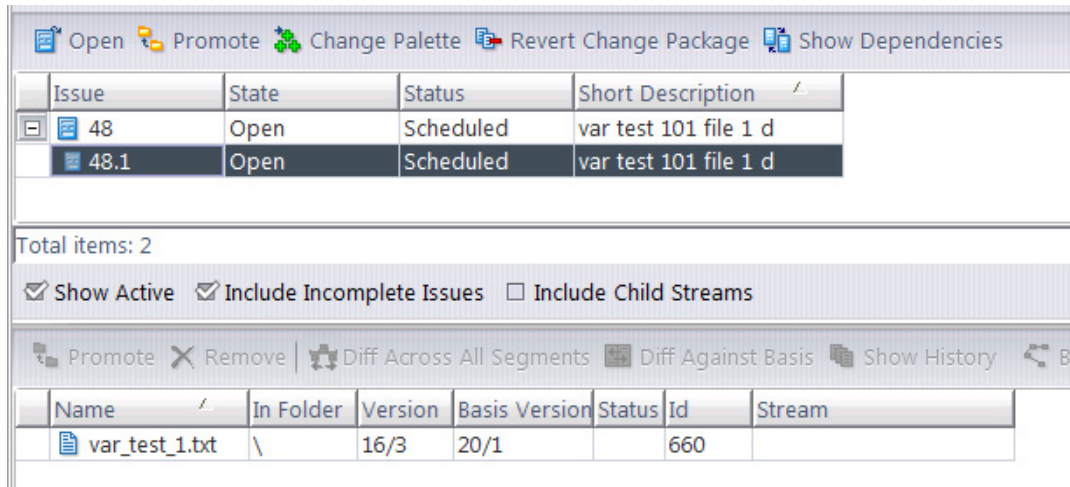 Open Promote Change Palette Revert Change Package Show Dependencies
Issue State Status Short Description
48 Open Scheduled var test 101 file 1 d
48.1 Open Scheduled var test 101 file 1 d
Total items: 2
Show Active Include Incomplete Issues Include Child Streams
Promote Remove Diff Across All Segments Diff Against Basis Show History B
Name In Folder Version Basis Version Status Id Stream
var_test_1.txt \ 16/3 20/1 660